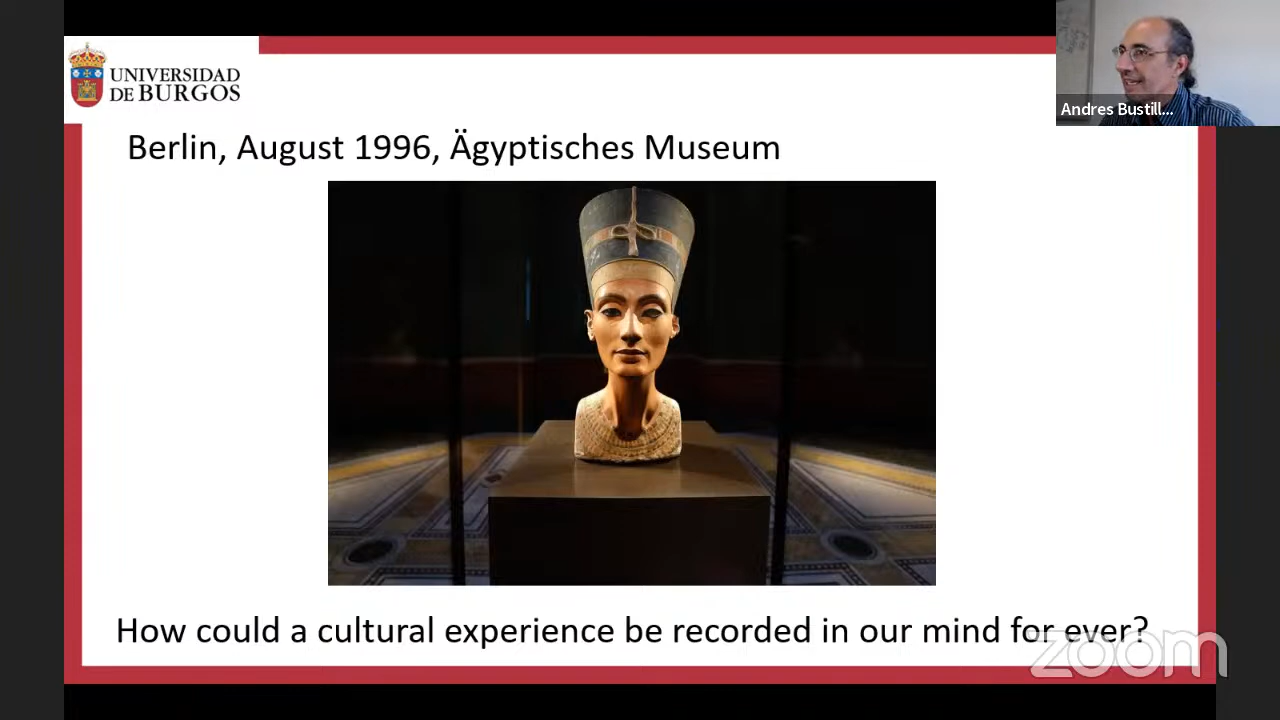 UNIVERSIDAD
DE BURGOS
Andres Bustill...
Berlin, August 1996, Ägyptisches Museum
How could a cultural experience be recorded in our mind for ever?
zoom